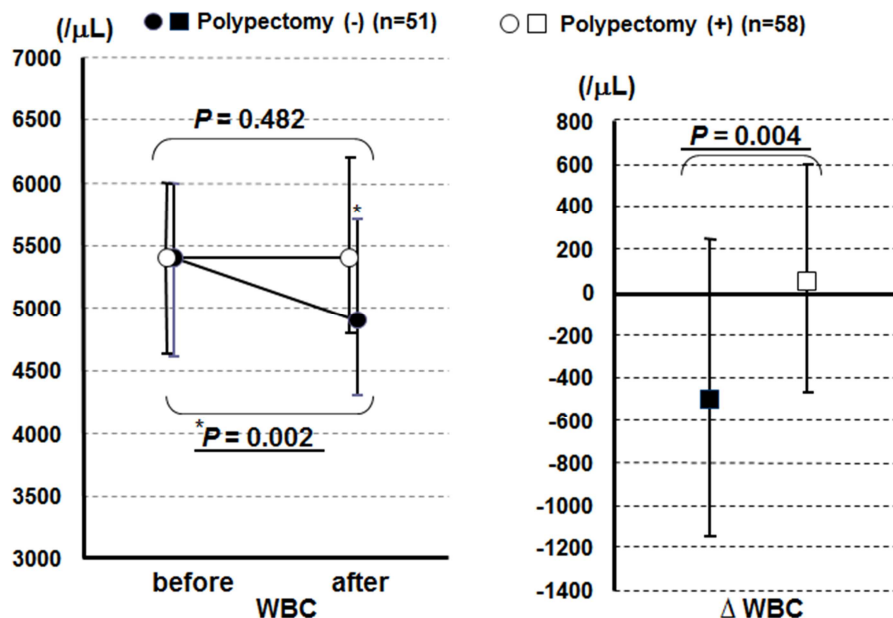 ● ■ Polypectomy (-) (n=51)
○ □ Polypectomy (+) (n=58)
(/μL)
7000
6500
6000
5500
5000
4500
4000
3500
3000
P = 0.482
*
*P = 0.002
before after
WBC
(/μL)
800
600
400
200
0
-200
-400
-600
-800
-1000
-1200
-1400
P = 0.004
Δ WBC